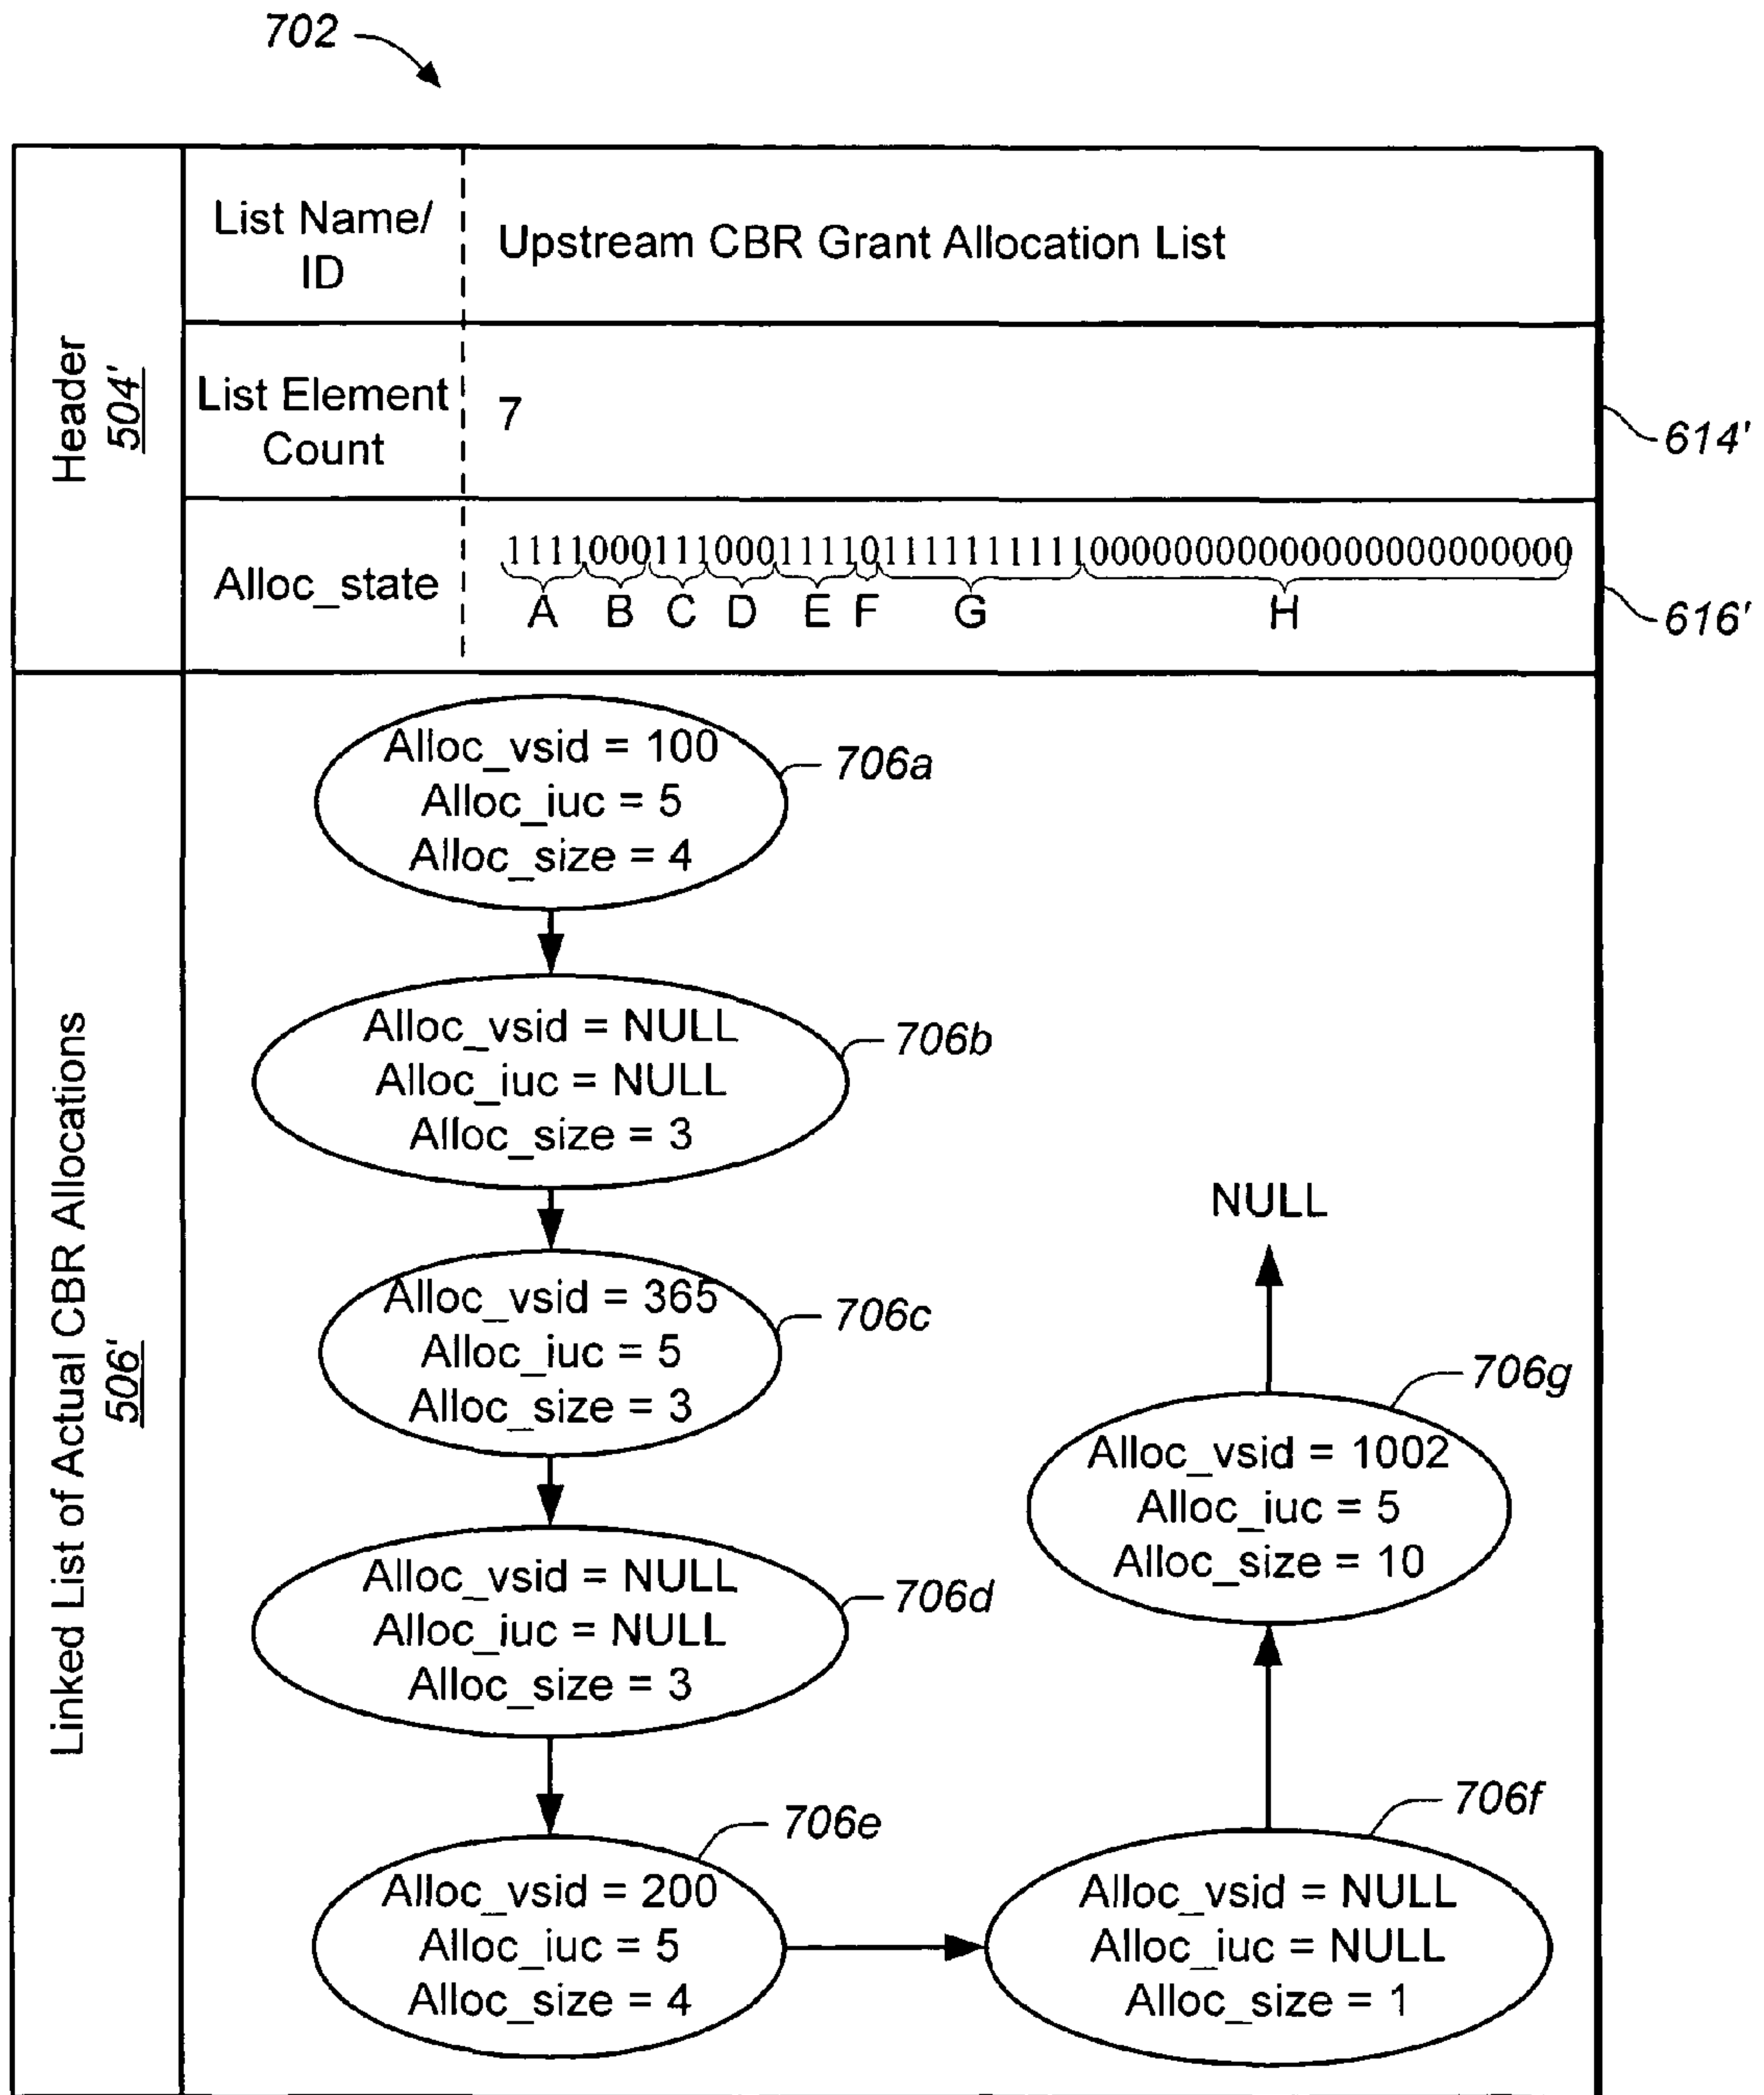 702
Header
504'
List Name/
ID
Upstream CBR Grant Allocation List
List Element
Count
7
614'
Alloc_state
111100011100011110111111111100000000000000000000000
A B C D E F G H
616'
Linked List of Actual CBR Allocations
506'
Alloc_vsid = 100
Alloc_iuc = 5
Alloc_size = 4
706a
Alloc_vsid = NULL
Alloc_iuc = NULL
Alloc_size = 3
706b
Alloc_vsid = 365
Alloc_iuc = 5
Alloc_size = 3
706c
Alloc_vsid = NULL
Alloc_iuc = NULL
Alloc_size = 3
706d
Alloc_vsid = 200
Alloc_iuc = 5
Alloc_size = 4
706e
Alloc_vsid = NULL
Alloc_iuc = NULL
Alloc_size = 1
706f
Alloc_vsid = 1002
Alloc_iuc = 5
Alloc_size = 10
706g
NULL